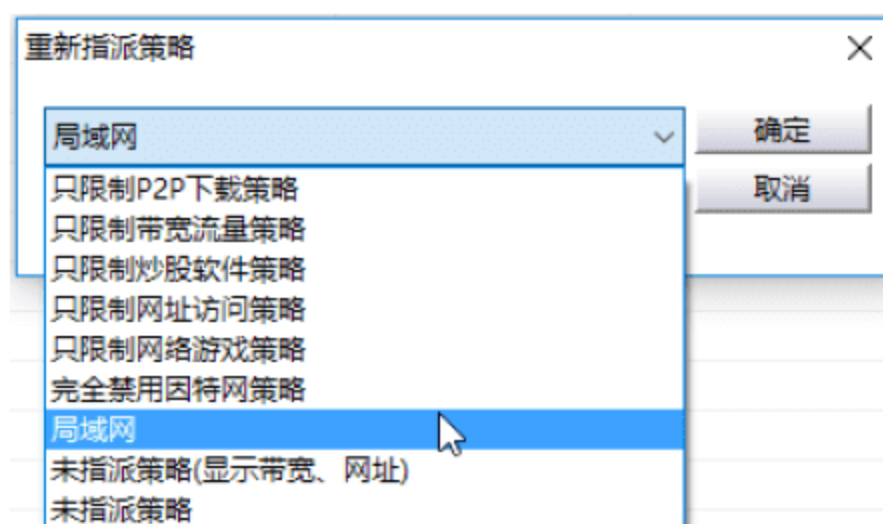 重新指派策略
局域网
确定
取消
只限制P2P下载策略
只限制带宽流量策略
只限制炒股软件策略
只限制网址访问策略
只限制网络游戏策略
完全禁用因特网策略
局域网
未指派策略(显示带宽、网址)
未指派策略